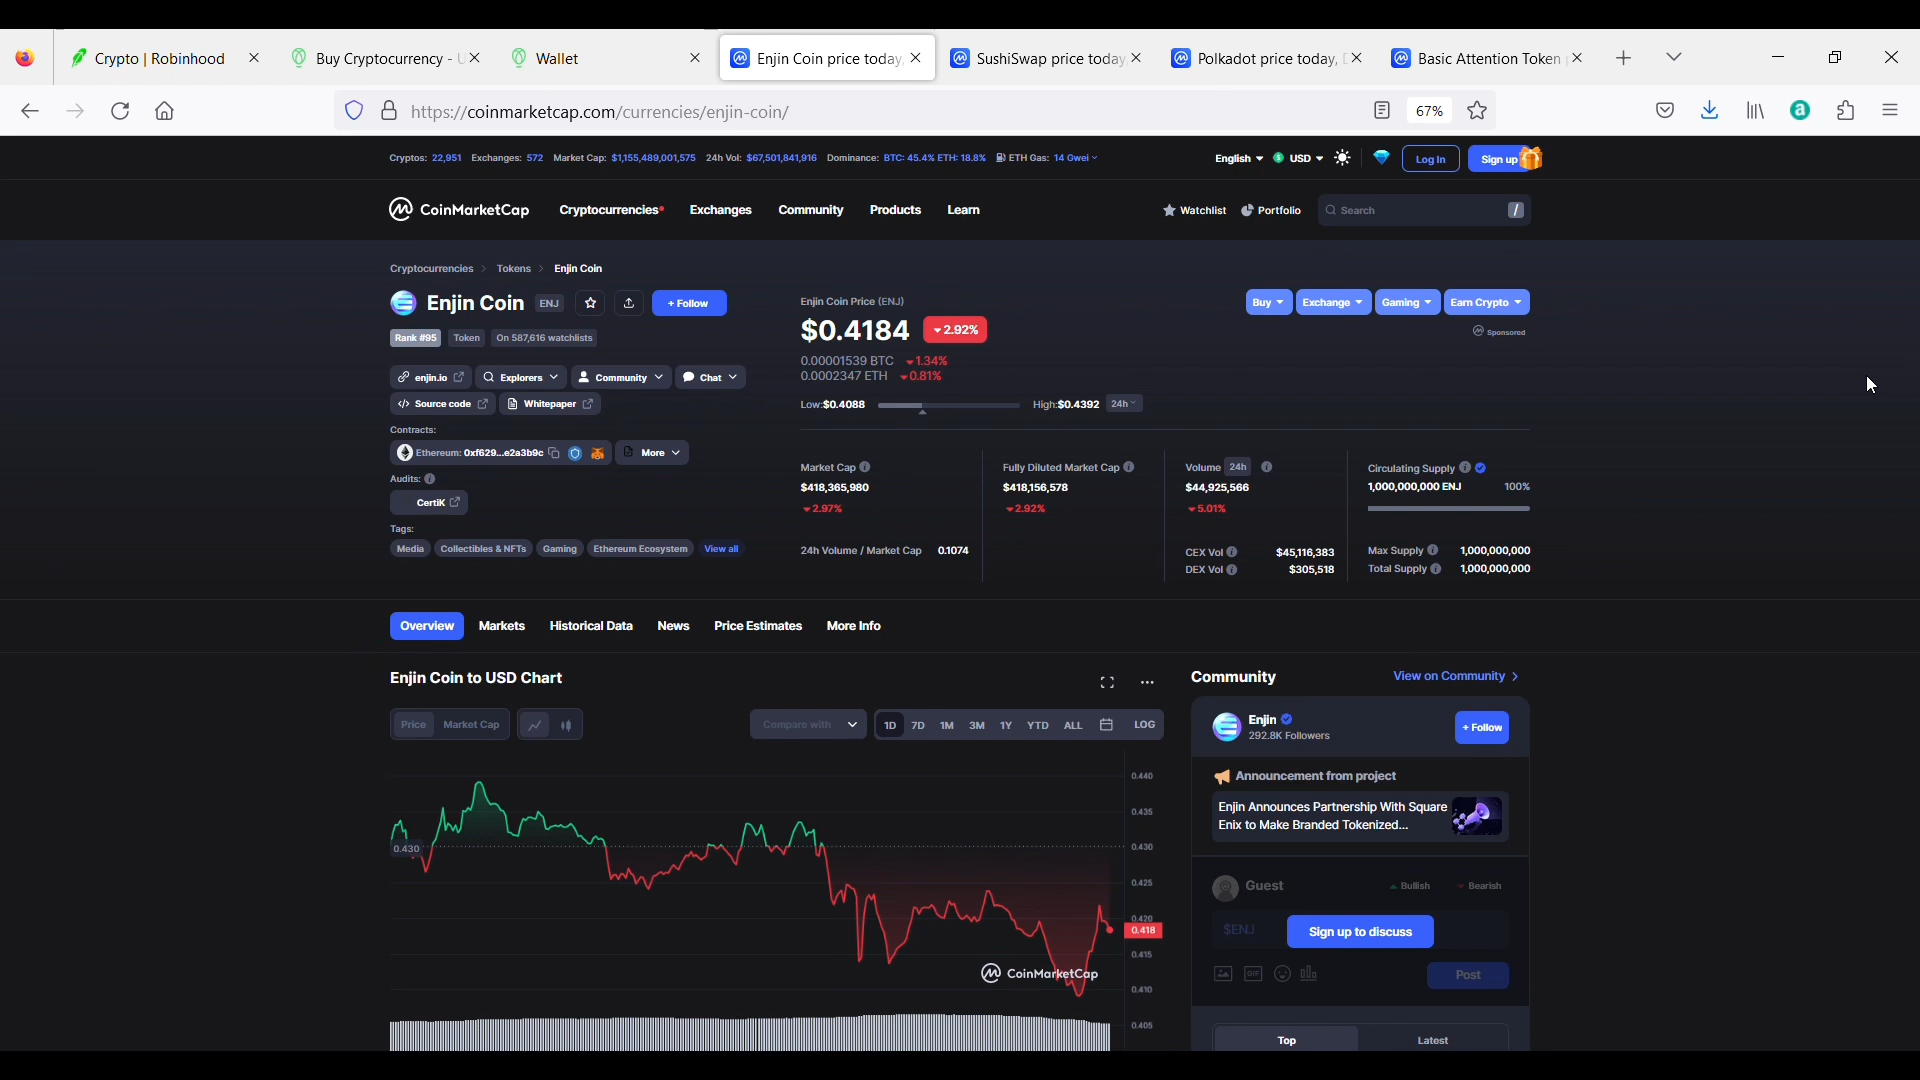 Crypto | Robinhood
Buy Cryptocurrency - U
Wallet
Enjin Coin price today,
SushiSwap price today
Polkadot price today, D
Basic Attention Token p
https://coinmarketcap.com/currencies/enjin-coin/
67%
Cryptos: 22,951 Exchanges: 572 Market Cap: $1,155,489,001,575 24h Vol: $67,501,841,916 Dominance: BTC: 45.4% ETH: 18.8% ETH Gas: 14 Gwei
English USD Log In Sign up
CoinMarketCap Cryptocurrencies Exchanges Community Products Learn
Watchlist Portfolio Search /
Cryptocurrencies > Tokens > Enjin Coin
Enjin Coin ENJ + Follow
Rank #95 Token On 587,616 watchlists
enjin.io Explorers Community Chat
Source code Whitepaper
Contracts:
Ethereum: 0xf629...e2a3b9c More
Audits:
CertiK
Tags:
Media Collectibles & NFTs Gaming Ethereum Ecosystem View all
Enjin Coin Price (ENJ)
$0.4184 2.92%
0.00001539 BTC 1.34%
0.0002347 ETH 0.81%
Low:$0.4088 High:$0.4392 24h
Buy Exchange Gaming Earn Crypto
Sponsored
Market Cap
$418,365,980
2.97%
24h Volume / Market Cap 0.1074
Fully Diluted Market Cap
$418,156,578
2.92%
Volume 24h
$44,925,566
5.01%
CEX Vol $45,116,383
DEX Vol $305,518
Circulating Supply
1,000,000,000 ENJ 100%
Max Supply 1,000,000,000
Total Supply 1,000,000,000
Overview Markets Historical Data News Price Estimates More Info
Enjin Coin to USD Chart
Price Market Cap
Compare with 1D 7D 1M 3M 1Y YTD ALL LOG
0.440
0.435
0.430
0.430
0.425
0.420
0.418
0.415
0.410
0.405
CoinMarketCap
Community View on Community >
Enjin + Follow
292.8K Followers
Announcement from project
Enjin Announces Partnership With Square
Enix to Make Branded Tokenized...
Guest Bullish Bearish
$ENJ Sign up to discuss
GIF Post
Top Latest